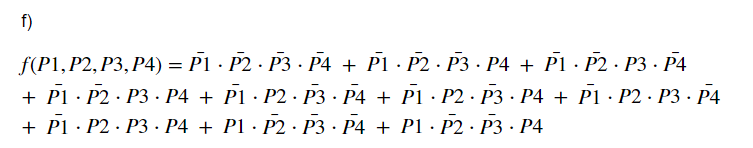 f)
f(P1, P2, P3, P4) = P̄1 · P̄2 · P̄3 · P̄4 + P̄1 · P̄2 · P̄3 · P4 + P̄1 · P̄2 · P3 · P̄4
+ P̄1 · P̄2 · P3 · P4 + P̄1 · P2 · P̄3 · P̄4 + P̄1 · P2 · P̄3 · P4 + P̄1 · P2 · P3 · P̄4
+ P̄1 · P2 · P3 · P4 + P1 · P̄2 · P̄3 · P̄4 + P1 · P̄2 · P̄3 · P4